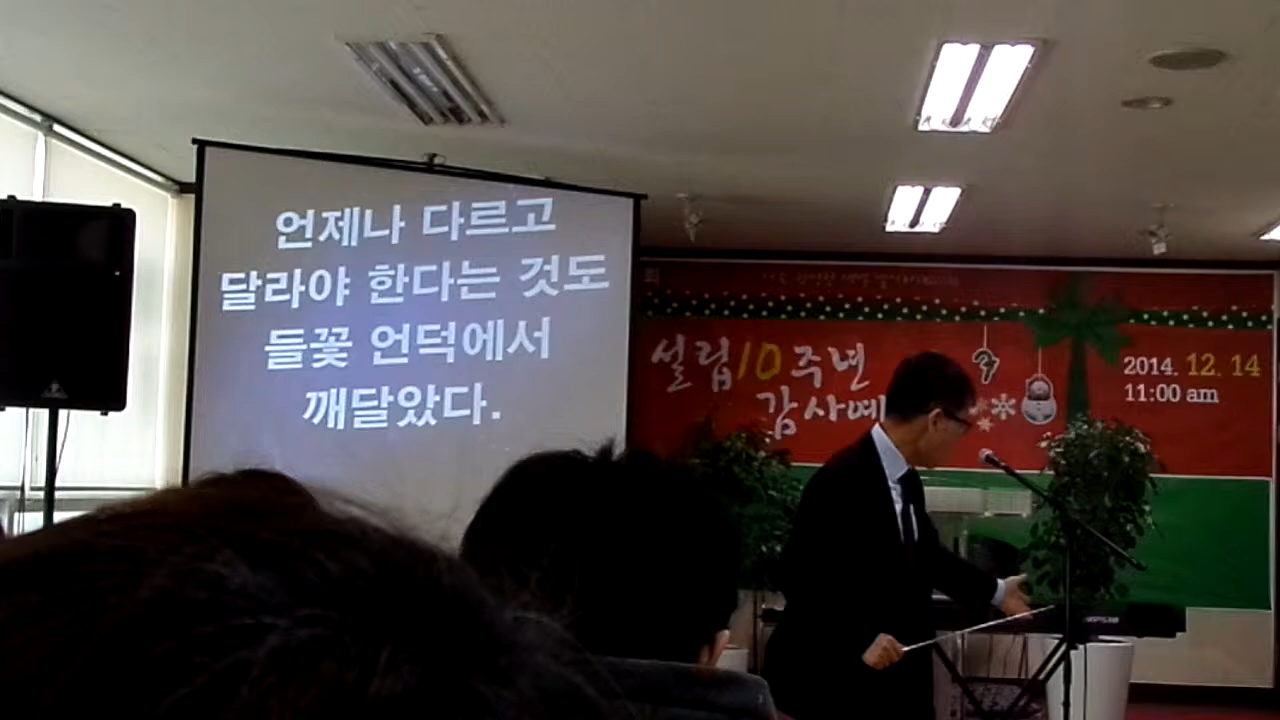 언제나 다르고
달라야 한다는 것도
들꽃 언덕에서
깨달았다.
회
설립10주년
감사예
2014. 12. 14
11:00 am